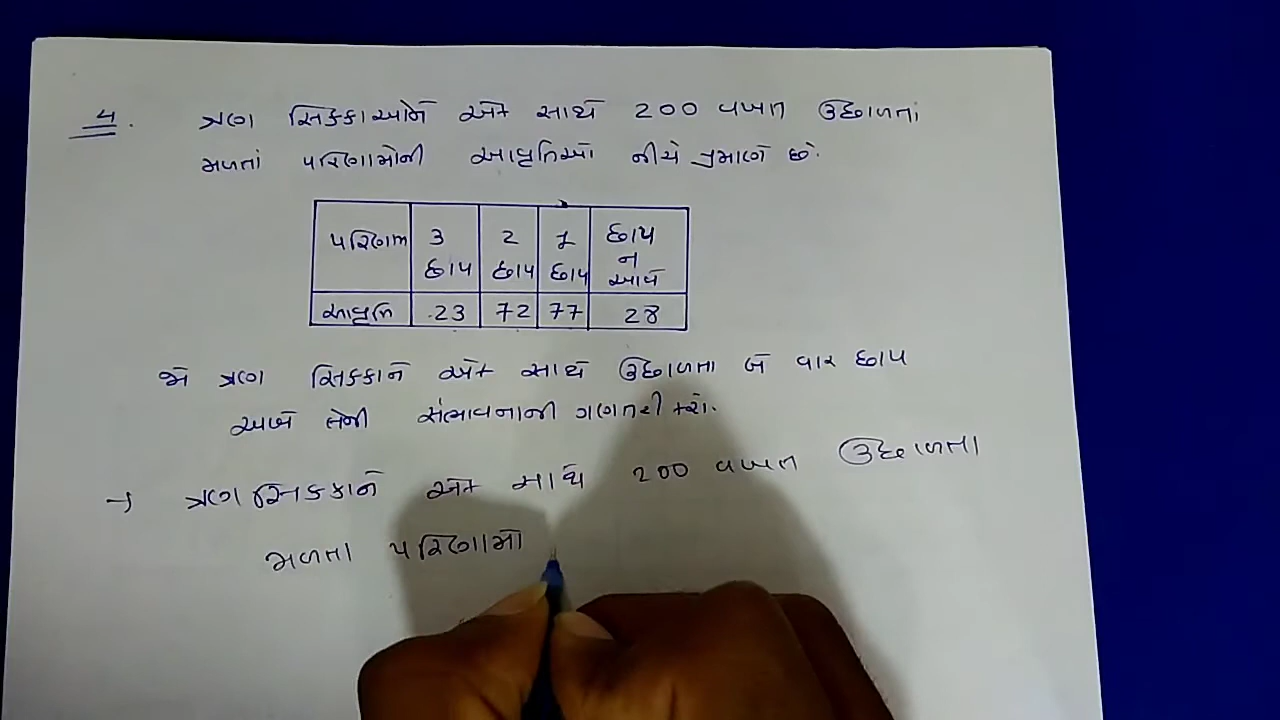 4. ત્રણ સિક્કાઓને એક સાથે 200 વખત ઉછાળતાં
મળતાં પરિણામોની આવૃત્તિઓ નીચે પ્રમાણે છે.
પરિણામ 3 છાપ 2 છાપ 1 છાપ છાપ ન આવે
આવૃત્તિ 23 72 77 28
જો ત્રણ સિક્કાને એક સાથે ઉછાળતા બે વાર છાપ
આવે તેની સંભાવનાની ગણતરી કરો.
→ ત્રણ સિક્કાને એક સાથે 200 વખત ઉછાળતા
મળતા પરિણામો